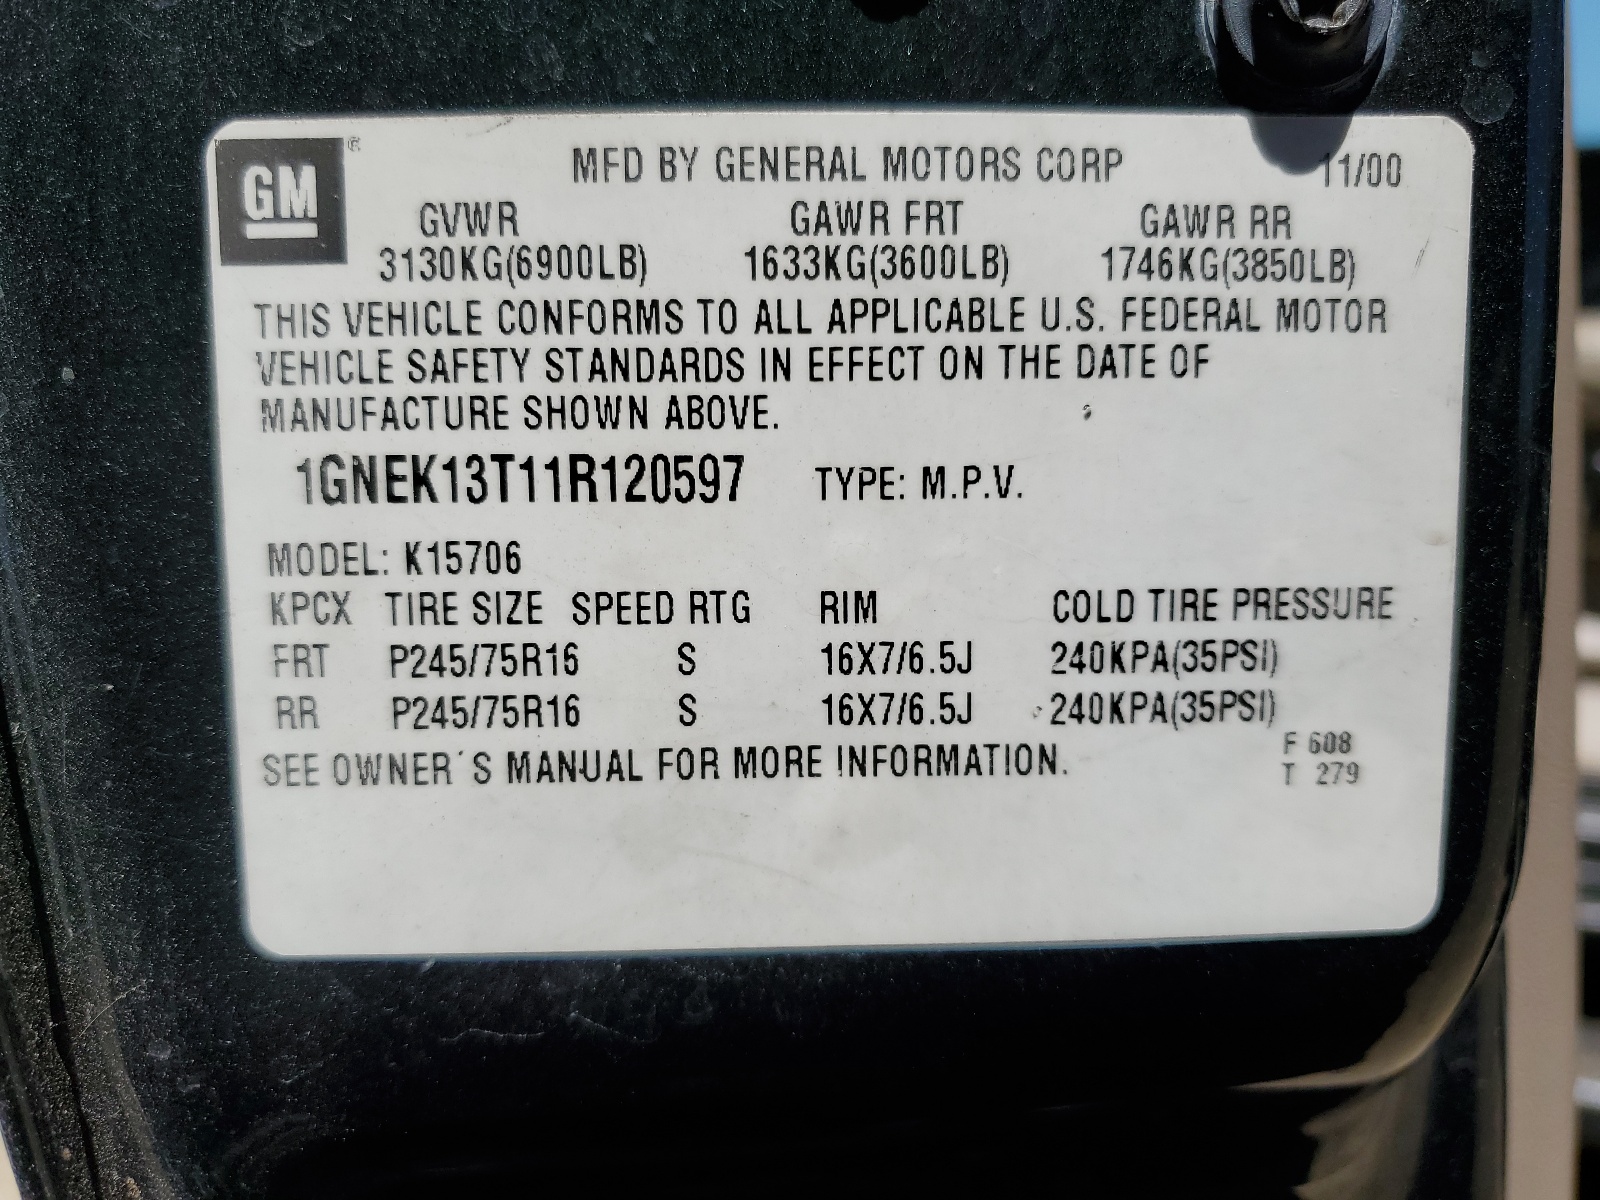 GM ®
MFD BY GENERAL MOTORS CORP 11/00
GVWR GAWR FRT GAWR RR
3130KG(6900LB) 1633KG(3600LB) 1746KG(3850LB)
THIS VEHICLE CONFORMS TO ALL APPLICABLE U.S. FEDERAL MOTOR
VEHICLE SAFETY STANDARDS IN EFFECT ON THE DATE OF
MANUFACTURE SHOWN ABOVE.
1GNEK13T11R120597 TYPE: M.P.V.
MODEL: K15706
KPCX TIRE SIZE SPEED RTG RIM COLD TIRE PRESSURE
FRT P245/75R16 S 16X7/6.5J 240KPA(35PSI)
RR P245/75R16 S 16X7/6.5J 240KPA(35PSI)
SEE OWNER´S MANUAL FOR MORE INFORMATION.
F 608
T 279